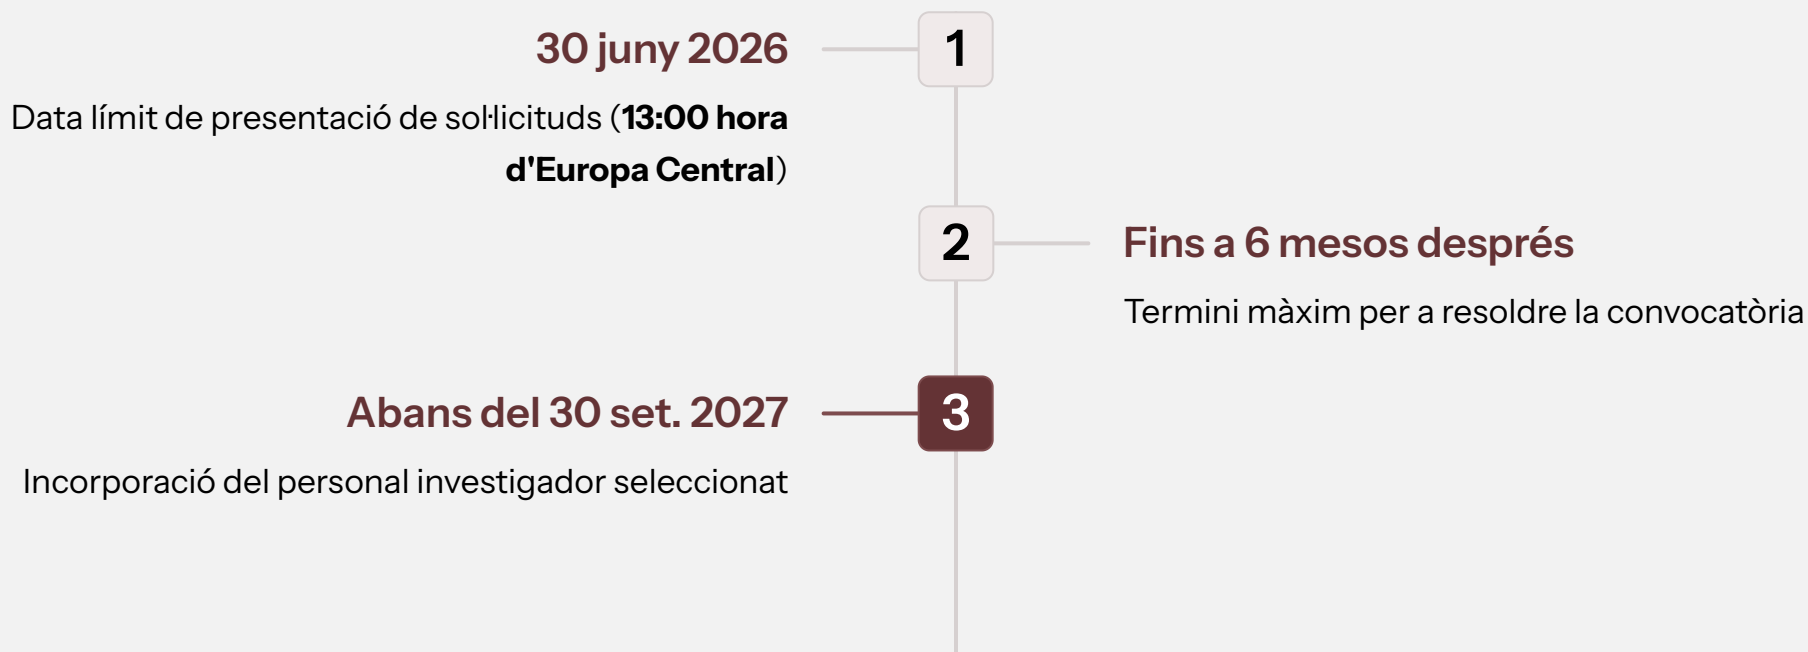 30 juny 2026
1
Data límit de presentació de sol·licituds (13:00 hora
d'Europa Central)
2
Fins a 6 mesos després
Termini màxim per a resoldre la convocatòria
Abans del 30 set. 2027
3
Incorporació del personal investigador seleccionat